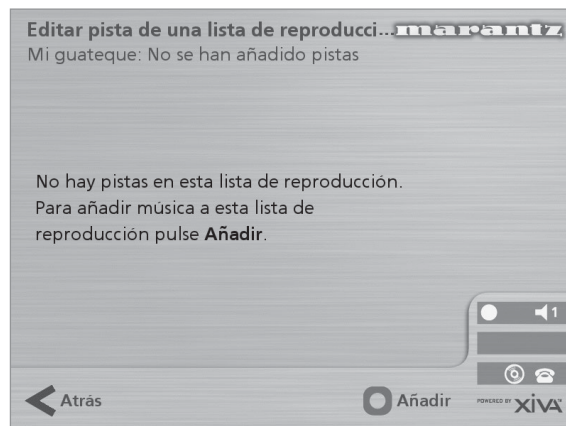 Editar pista de una lista de reproducci... marantz
Mi guateque: No se han añadido pistas
No hay pistas en esta lista de reproducción.
Para añadir música a esta lista de
reproducción pulse Añadir.
1
Atrás
Añadir
POWERED BY XiVA™